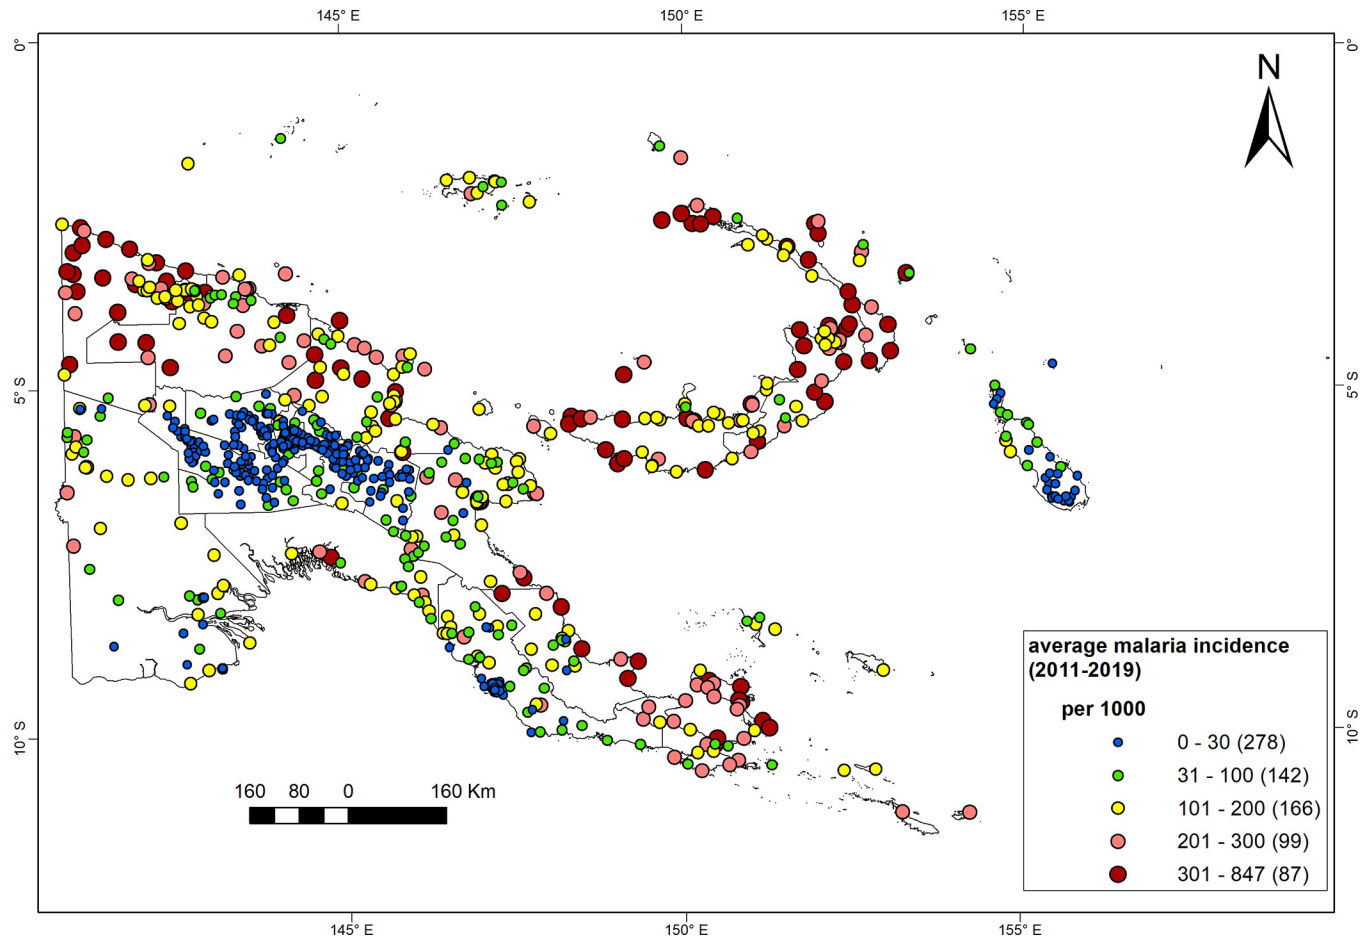 145° E 150° E 155° E
0° 0°
N
5° S 5° S
average malaria incidence
(2011-2019)
per 1000
10° S 10° S
0 - 30 (278)
31 - 100 (142)
160 80 0 160 Km
101 - 200 (166)
201 - 300 (99)
301 - 847 (87)
145° E 150° E 155° E